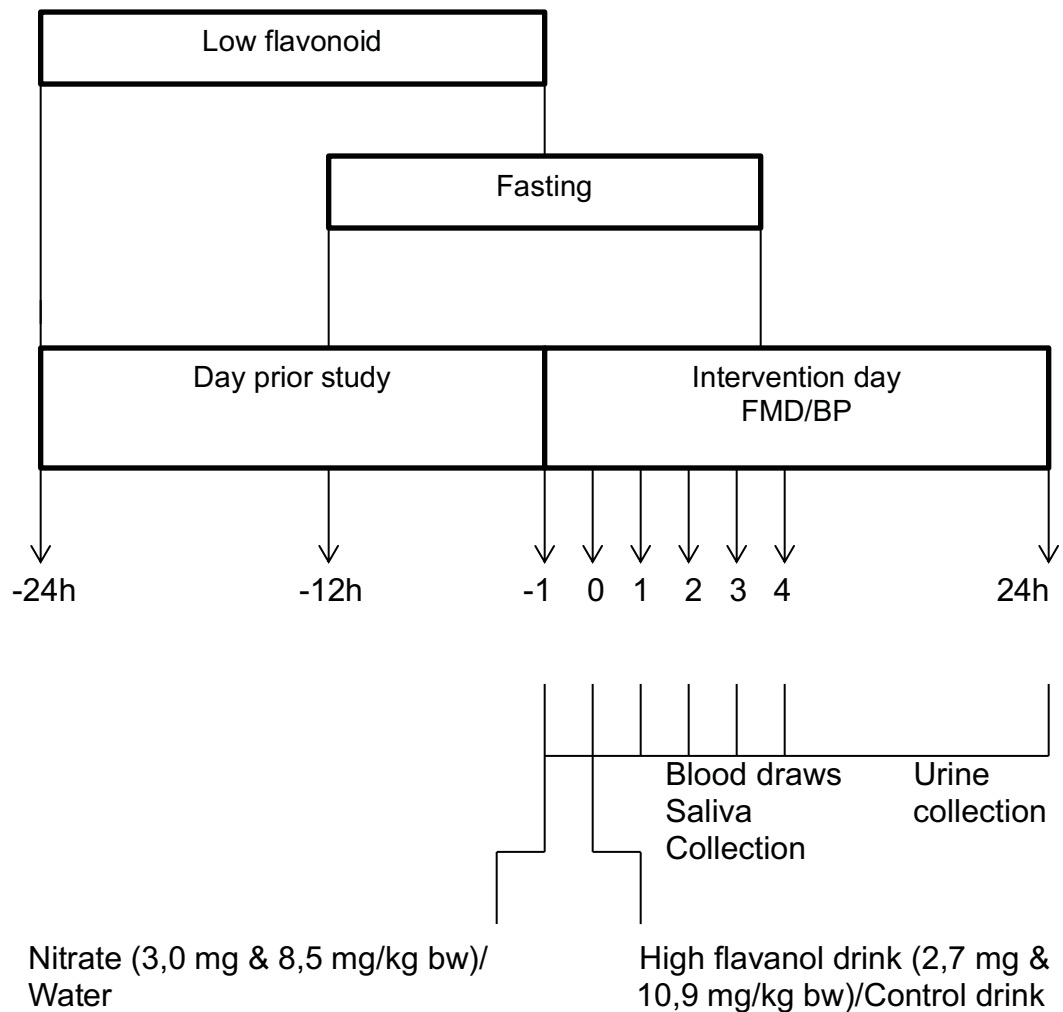 Low flavonoid
Fasting
Day prior study
Intervention day
FMD/BP
-24h
-12h
-1
0
1
2
3
4
24h
Blood draws
Saliva
Collection
Urine
collection
Nitrate (3,0 mg & 8,5 mg/kg bw)/
Water
High flavanol drink (2,7 mg &
10,9 mg/kg bw)/Control drink